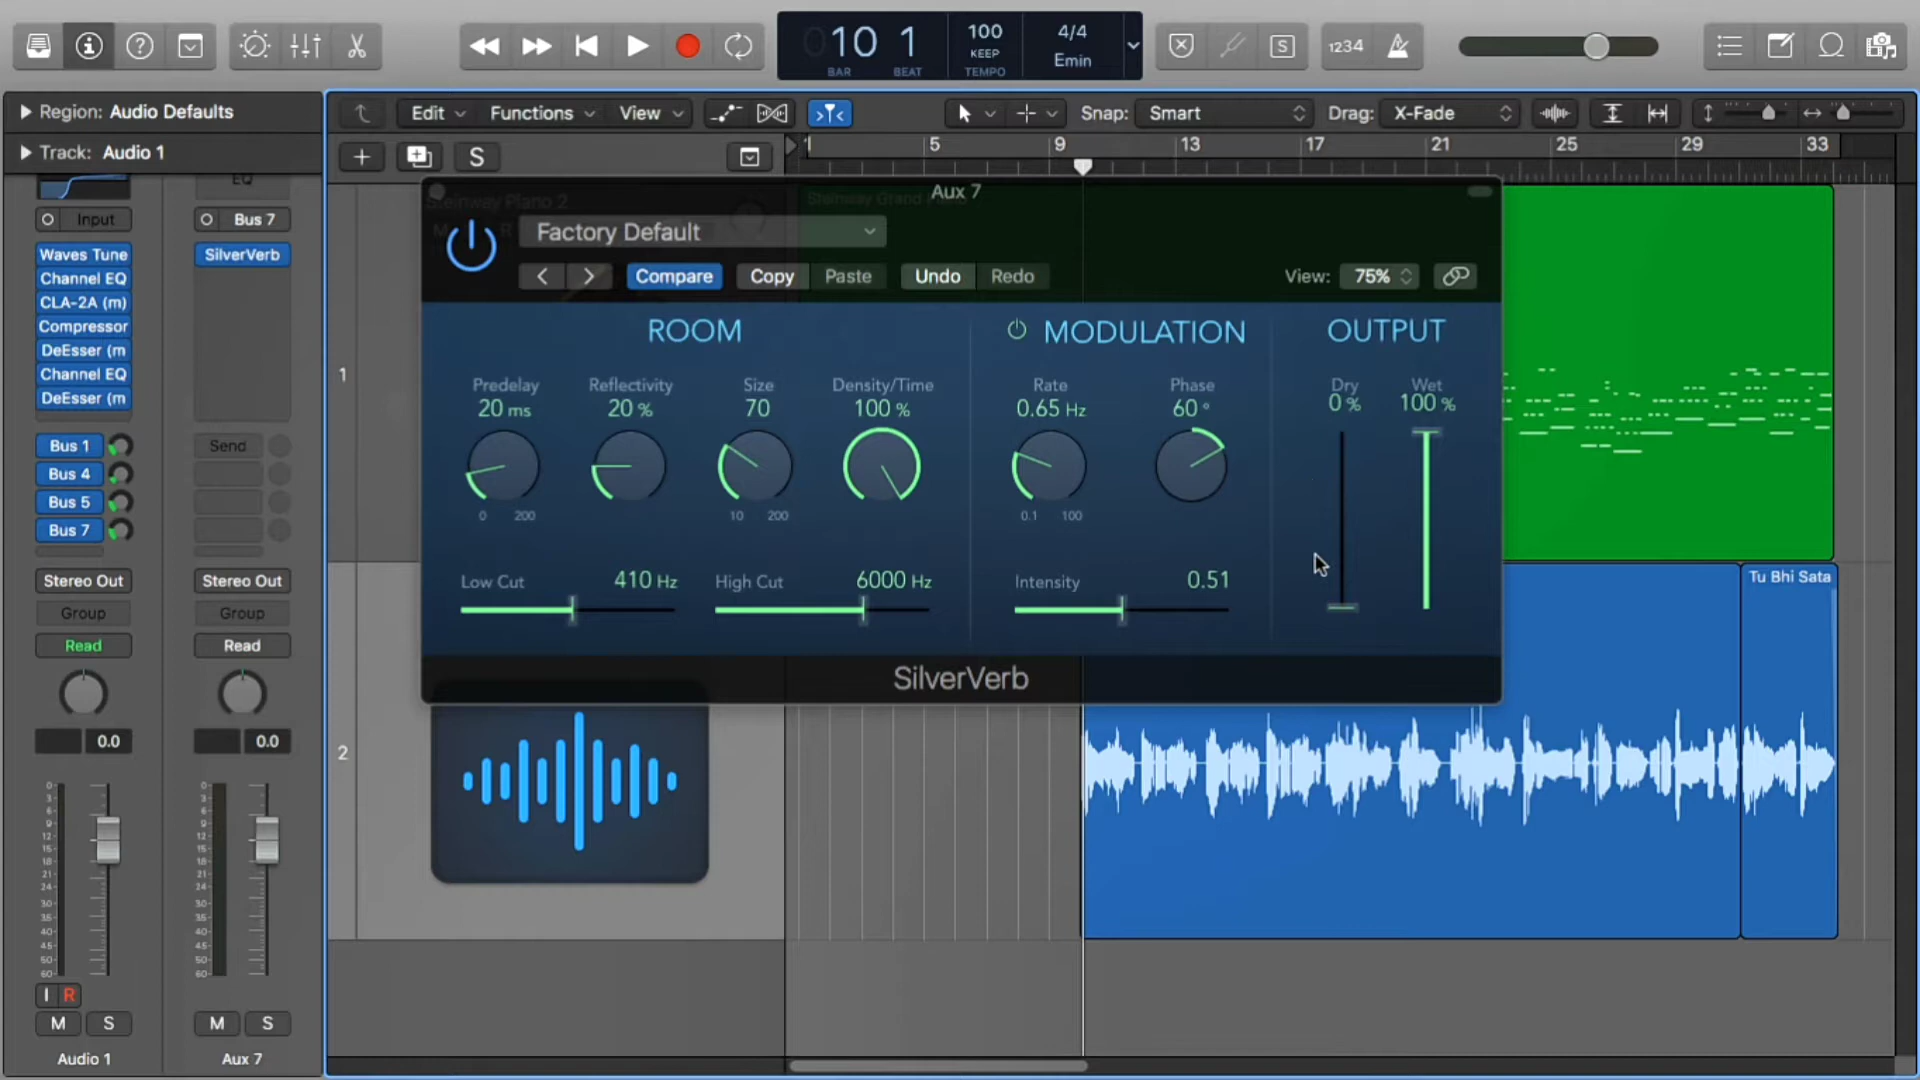 10 1
BAR BEAT
100
KEEP
TEMPO
4/4
Emin
S
1234
Region: Audio Defaults
Track: Audio 1
Edit Functions View
Snap: Smart
Drag: X-Fade
S
1 5 9 13 17 21 25 29 33
EQ
Input
Bus 7
Waves Tune
SilverVerb
Channel EQ
CLA-2A (m)
Compressor
DeEsser (m
Channel EQ
DeEsser (m
Bus 1
Send
Bus 4
Bus 5
Bus 7
Stereo Out
Stereo Out
Group
Group
Read
Read
0.0
0.0
I R
M S
M S
Audio 1
Aux 7
1
2
Steinway Piano 2
Aux 7
Factory Default
Compare Copy Paste Undo Redo
View: 75%
ROOM
MODULATION
OUTPUT
Predelay
20 ms
0 200
Reflectivity
20 %
Size
70
10 200
Density/Time
100 %
Rate
0.65 Hz
0.1 100
Phase
60 °
Dry
0 %
Wet
100 %
Low Cut 410 Hz
High Cut 6000 Hz
Intensity 0.51
SilverVerb
Tu Bhi Sata